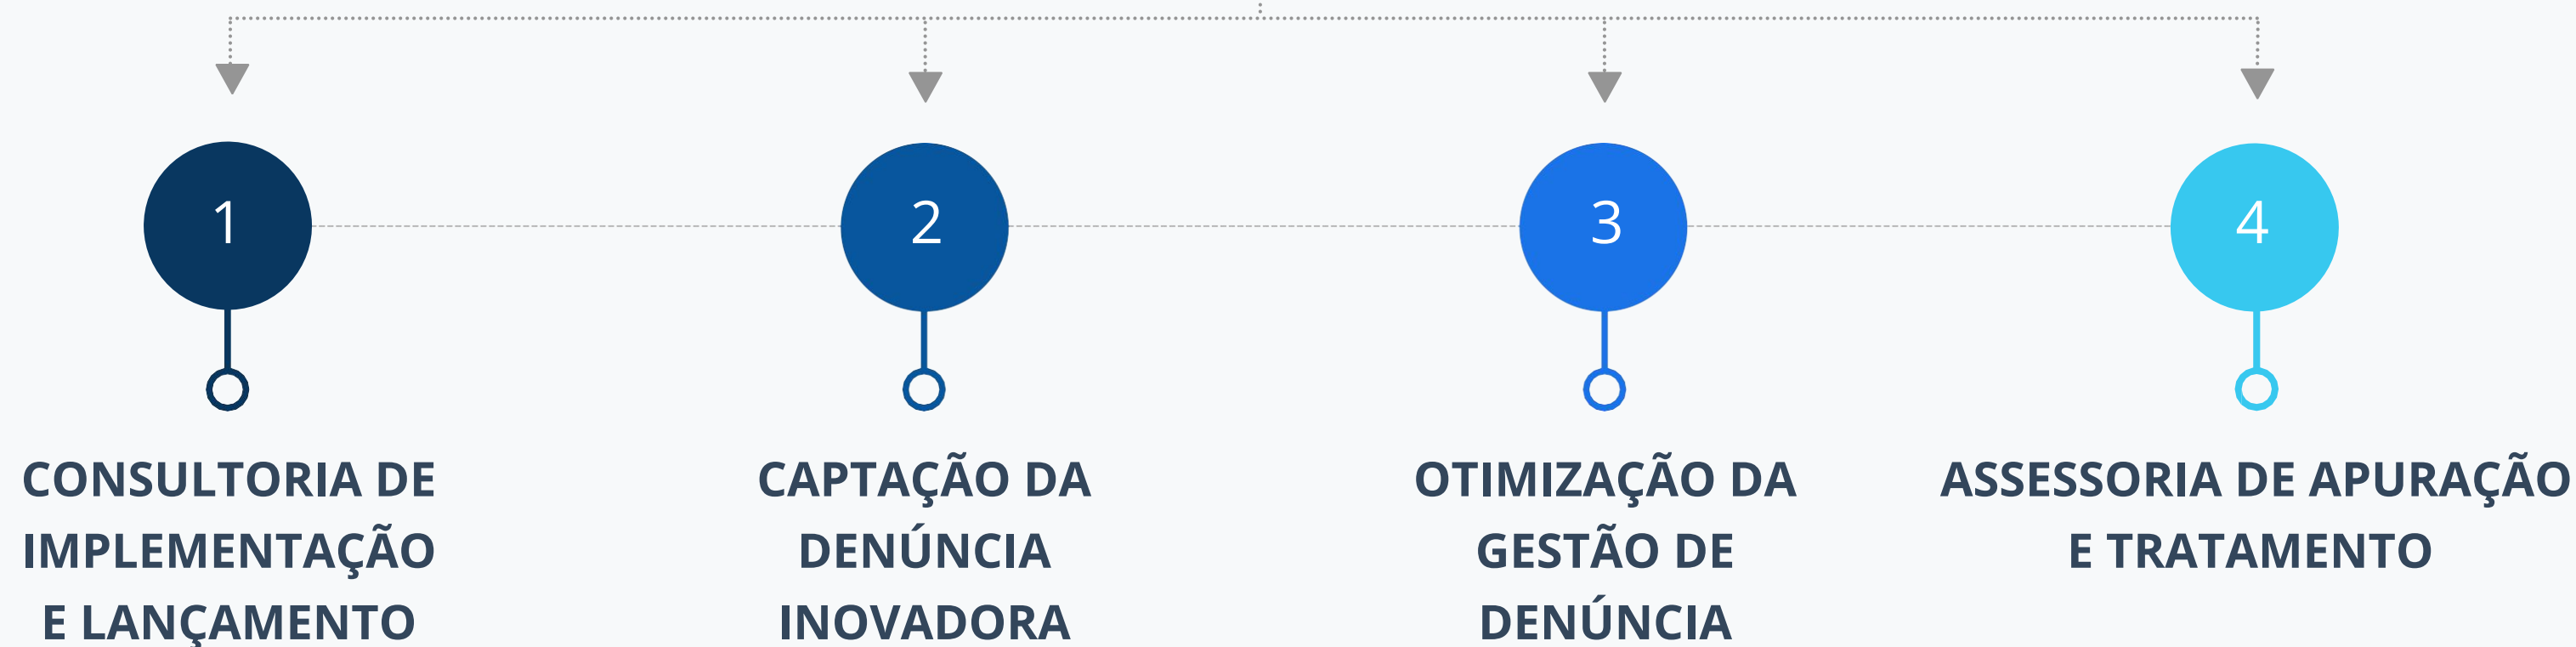 1
2
3
4
CONSULTORIA DE
IMPLEMENTAÇÃO
E LANÇAMENTO
CAPTAÇÃO DA
DENÚNCIA
INOVADORA
OTIMIZAÇÃO DA
GESTÃO DE
DENÚNCIA
ASSESSORIA DE APURAÇÃO
E TRATAMENTO